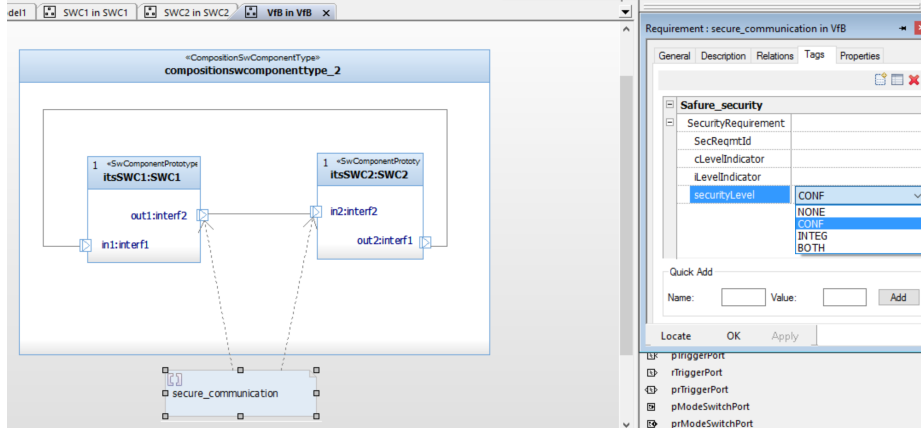 del1
SWC1 in SWC1
SWC2 in SWC2
VfB in VfB
«CompositionSwComponentType»
compositionswcomponenttype_2
1 «SwComponentPrototype
itsSWC1:SWC1
out1:interf2
in1:interf1
1 «SwComponentPrototy
itsSWC2:SWC2
in2:interf2
out2:interf1
secure_communication
Requirement : secure_communication in VfB
General Description Relations Tags Properties
Safure_security
SecurityRequirement
SecReqmtId
cLevelIndicator
iLevelIndicator
securityLevel CONF
NONE
CONF
INTEG
BOTH
Quick Add
Name: Value: Add
Locate OK Apply
pTriggerPort
rTriggerPort
prTriggerPort
pModeSwitchPort
prModeSwitchPort